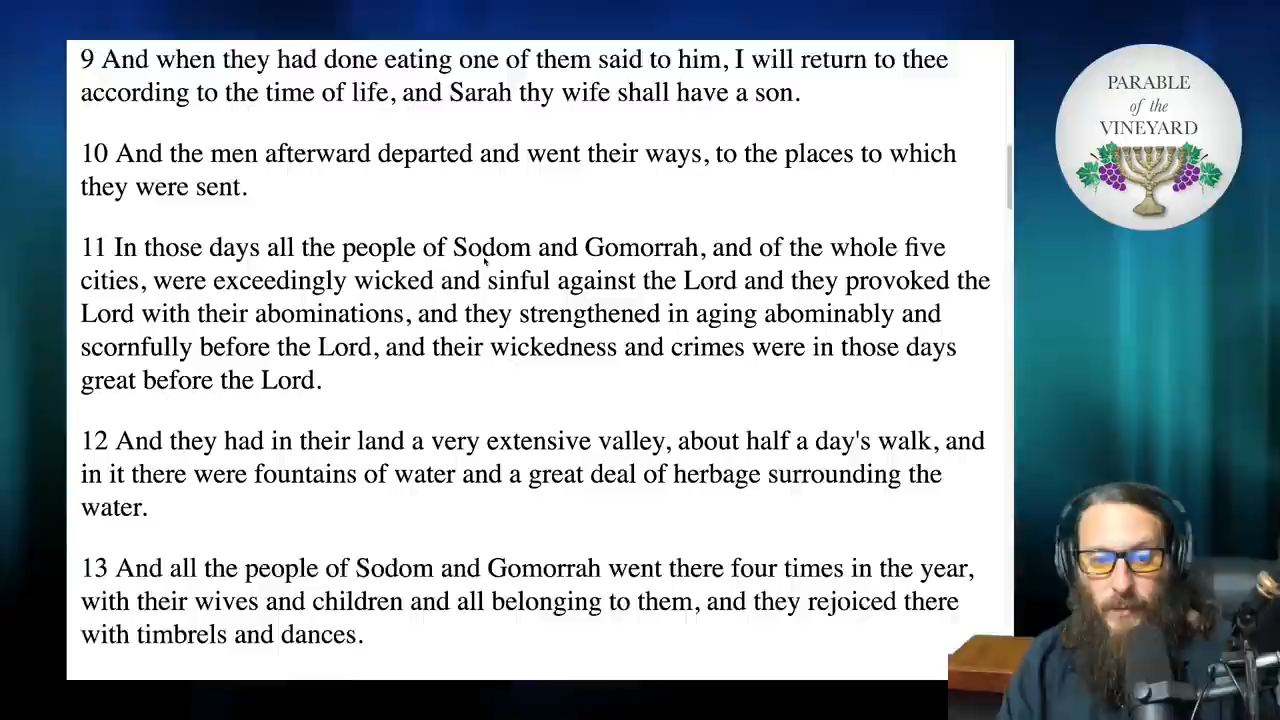 9 And when they had done eating one of them said to him, I will return to thee
according to the time of life, and Sarah thy wife shall have a son.
10 And the men afterward departed and went their ways, to the places to which
they were sent.
11 In those days all the people of Sodom and Gomorrah, and of the whole five
cities, were exceedingly wicked and sinful against the Lord and they provoked the
Lord with their abominations, and they strengthened in aging abominably and
scornfully before the Lord, and their wickedness and crimes were in those days
great before the Lord.
12 And they had in their land a very extensive valley, about half a day's walk, and
in it there were fountains of water and a great deal of herbage surrounding the
water.
13 And all the people of Sodom and Gomorrah went there four times in the year,
with their wives and children and all belonging to them, and they rejoiced there
with timbrels and dances.
PARABLE
of the
VINEYARD